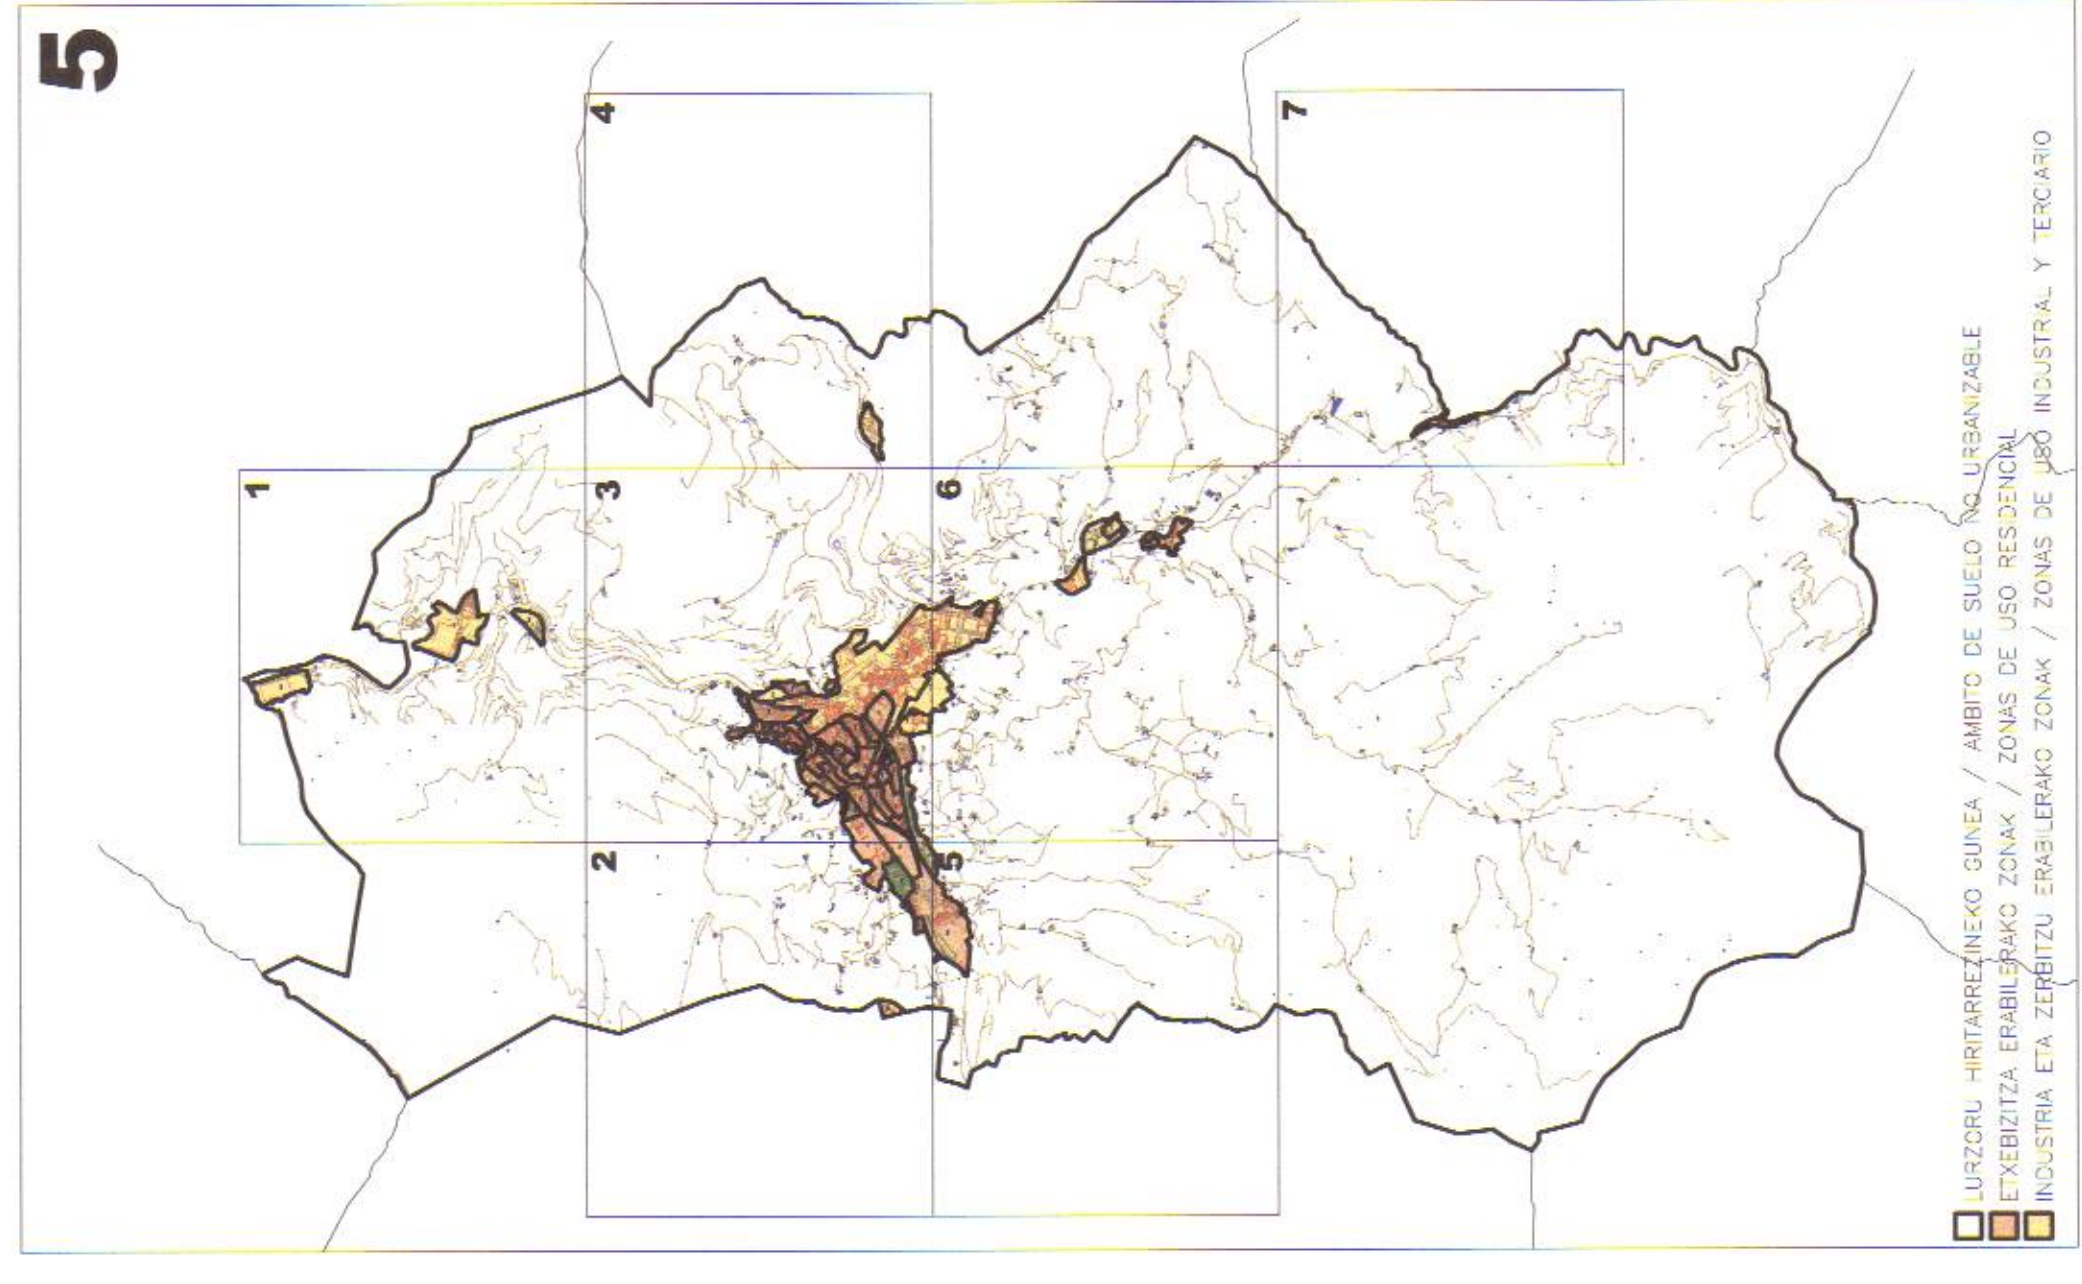 5
1
2
3
4
5
6
7
LURZORU HIRITARREZINEKO GUNEA / AMBITO DE SUELO NO URBANIZABLE
ETXEBIZITZA ERABILERAKO ZONAK / ZONAS DE USO RESIDENCIAL
INDUSTRIA ETA ZERBITZU ERABILERAKO ZONAK / ZONAS DE USO INDUSTRIAL Y TERCIARIO